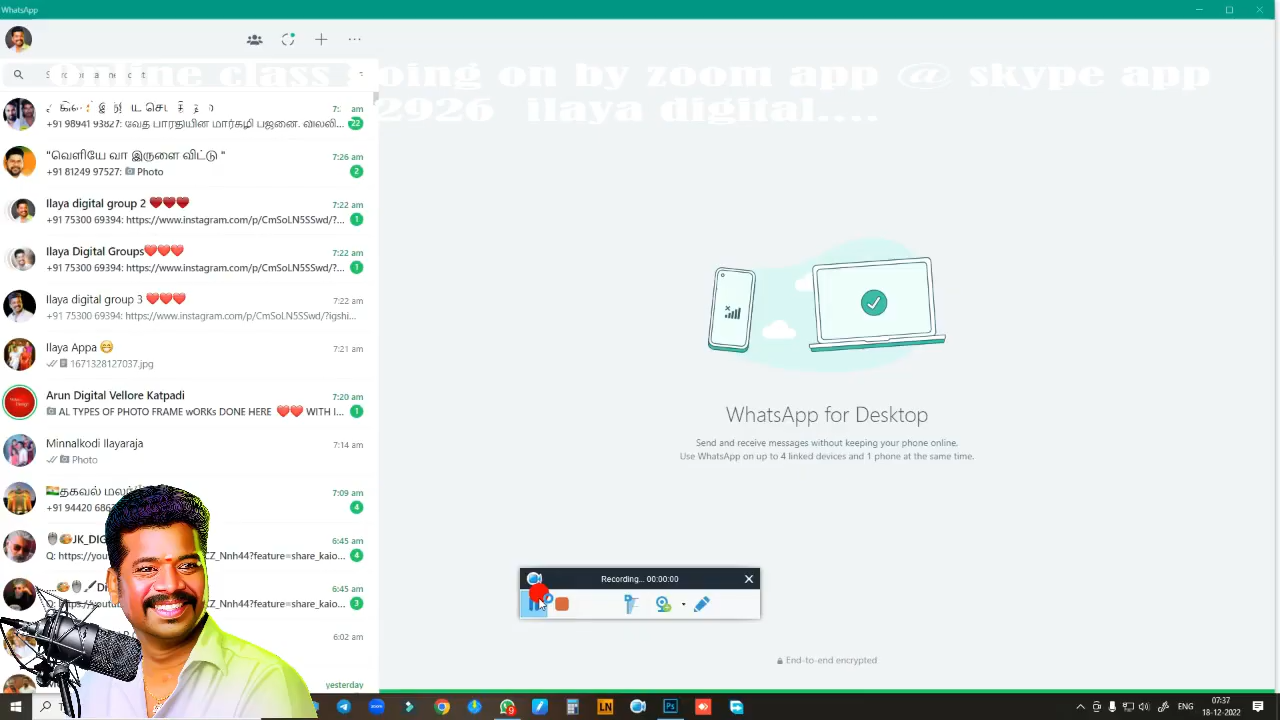 WhatsApp
Online class going on by zoom app @ skype app
2926 ilaya digital....
7: am
+91 98941 93827: வேத பாரதியின் மார்கழி பஜனை.
22
"வெளியே வா இருளை விட்டு "
7:26 am
+91 81249 87527: Photo
2
Ilaya digital group 2 ❤❤❤
7:22 am
+91 75300 69394: https://www.instagram.com/p/CmSoLN5SSwd/?...
1
Ilaya Digital Groups❤❤❤
7:22 am
+91 75300 69394: https://www.instagram.com/p/CmSoLN5SSwd/?...
1
Ilaya digital group 3 ❤❤❤
7:22 am
+91 75300 69394: https://www.instagram.com/p/CmSoLN5SSwd/?igshi...
Ilaya Appa 😁
7:21 am
1671328127037.jpg
Arun Digital Vellore Katpadi
7:20 am
AL TYPES OF PHOTO FRAME wORKs DONE HERE ❤❤ WITH I...
1
Minnalkodi Ilayaraja
7:14 am
Photo
தகவல்
7:09 am
+91 94420
4
JK_DIG
6:45 am
Q: https://you
Z_Nnh44?feature=share_kaio...
4
6:45 am
Nnh44?feature=share_kaio...
3
6:02 am
yesterday
WhatsApp for Desktop
Send and receive messages without keeping your phone online.
Use WhatsApp on up to 4 linked devices and 1 phone at the same time.
Recording... 00:00:00
End-to-end encrypted
zoom
9
LN
Ps
ENG
07:37
18-12-2022